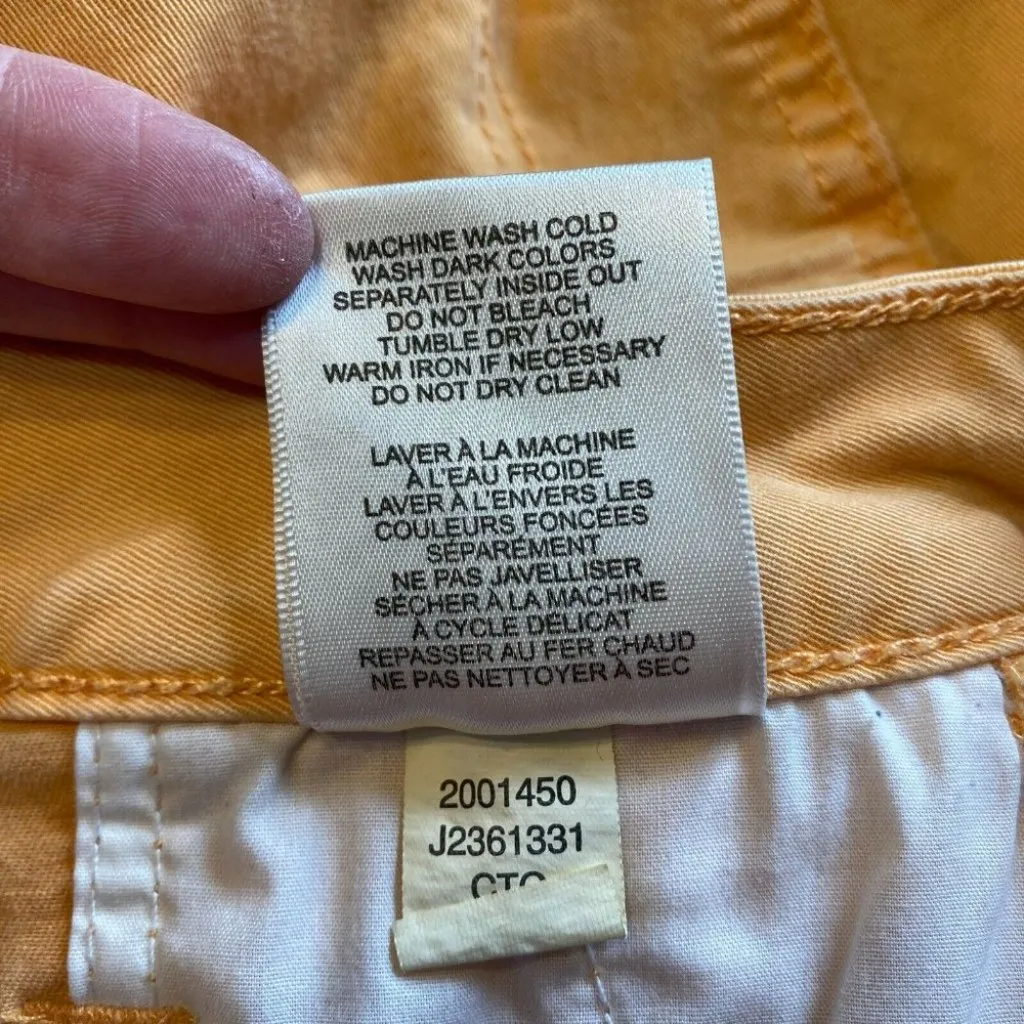 MACHINE WASH COLD
WASH DARK COLORS
SEPARATELY INSIDE OUT
DO NOT BLEACH
TUMBLE DRY LOW
WARM IRON IF NECESSARY
DO NOT DRY CLEAN
LAVER À LA MACHINE
À L'EAU FROIDE
LAVER À L'ENVERS LES
COULEURS FONCÉES
SÉPARÉMENT
NE PAS JAVELLISER
SÉCHER À LA MACHINE
À CYCLE DÉLICAT
REPASSER AU FER CHAUD
NE PAS NETTOYER À SEC
2001450
J2361331